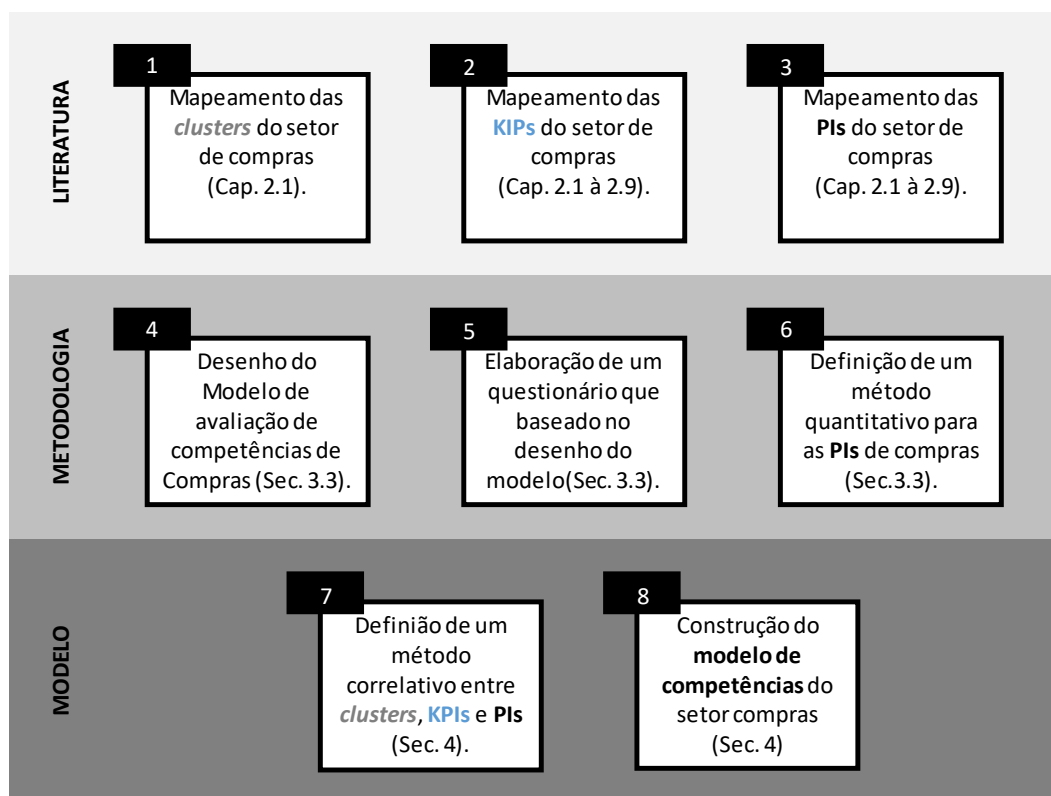 LITERATURA
1
Mapeamento das
clusters do setor
de compras
(Cap. 2.1).
2
Mapeamento das
KIPs do setor de
compras
(Cap. 2.1 à 2.9).
3
Mapeamento das
PIs do setor de
compras
(Cap. 2.1 à 2.9).
METODOLOGIA
4
Desenho do
Modelo de
avaliação de
competências de
Compras (Sec. 3.3).
5
Elaboração de um
questionário que
baseado no
desenho do
modelo(Sec. 3.3).
6
Definição de um
método
quantitativo para
as PIs de compras
(Sec.3.3).
MODELO
7
Definião de um
método
correlativo entre
clusters, KPIs e PIs
(Sec. 4).
8
Construção do
modelo de
competências do
setor compras
(Sec. 4)